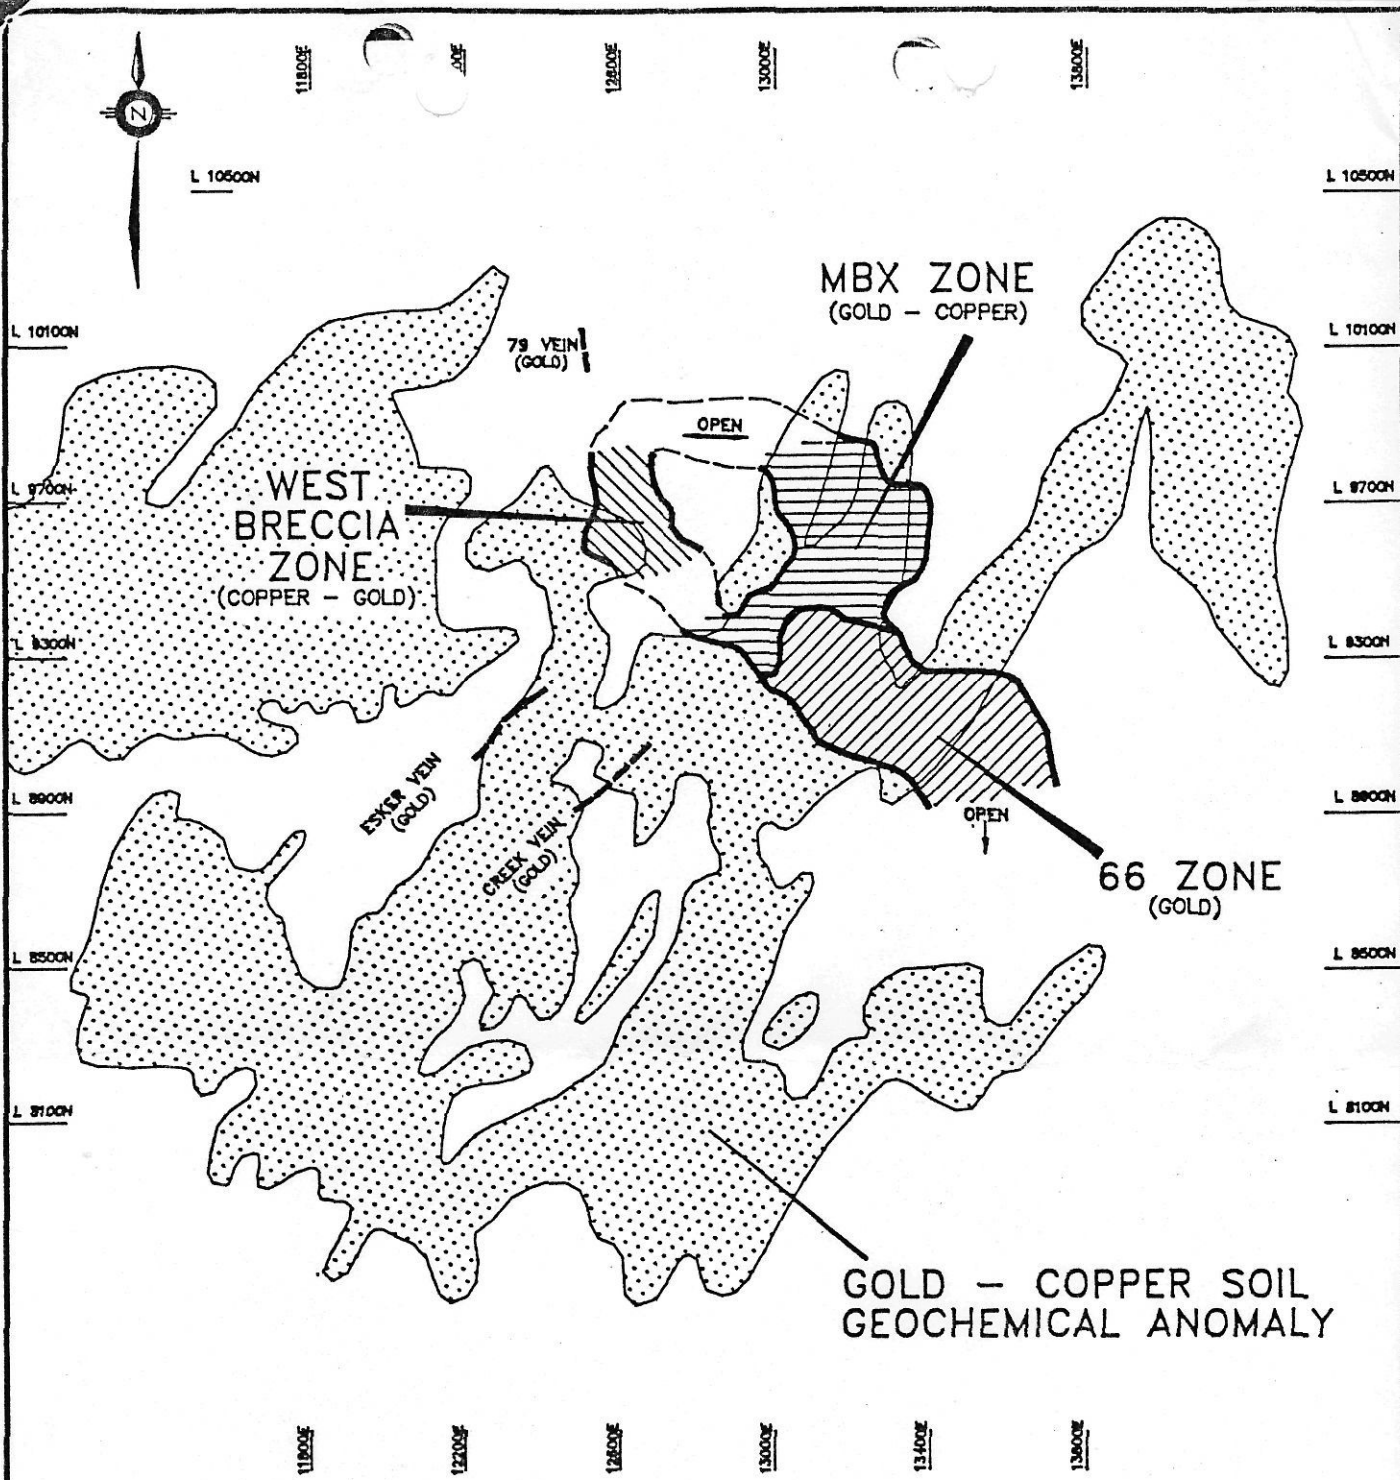 11800E
00E
12600E
13000E
13800E
N
L 10500N
L 10500N
MBX ZONE
(GOLD – COPPER)
L 10100N
79 VEIN
(GOLD)
L 10100N
OPEN
L 9700N
WEST
BRECCIA
ZONE
(COPPER – GOLD)
L 9700N
L 9300N
L 9300N
ESKER VEIN
(GOLD)
CREEK VEIN
(GOLD)
L 8900N
L 8900N
OPEN
66 ZONE
(GOLD)
L 8500N
L 8500N
L 8100N
L 8100N
GOLD – COPPER SOIL
GEOCHEMICAL ANOMALY
11800E
12200E
12600E
13000E
13400E
13800E